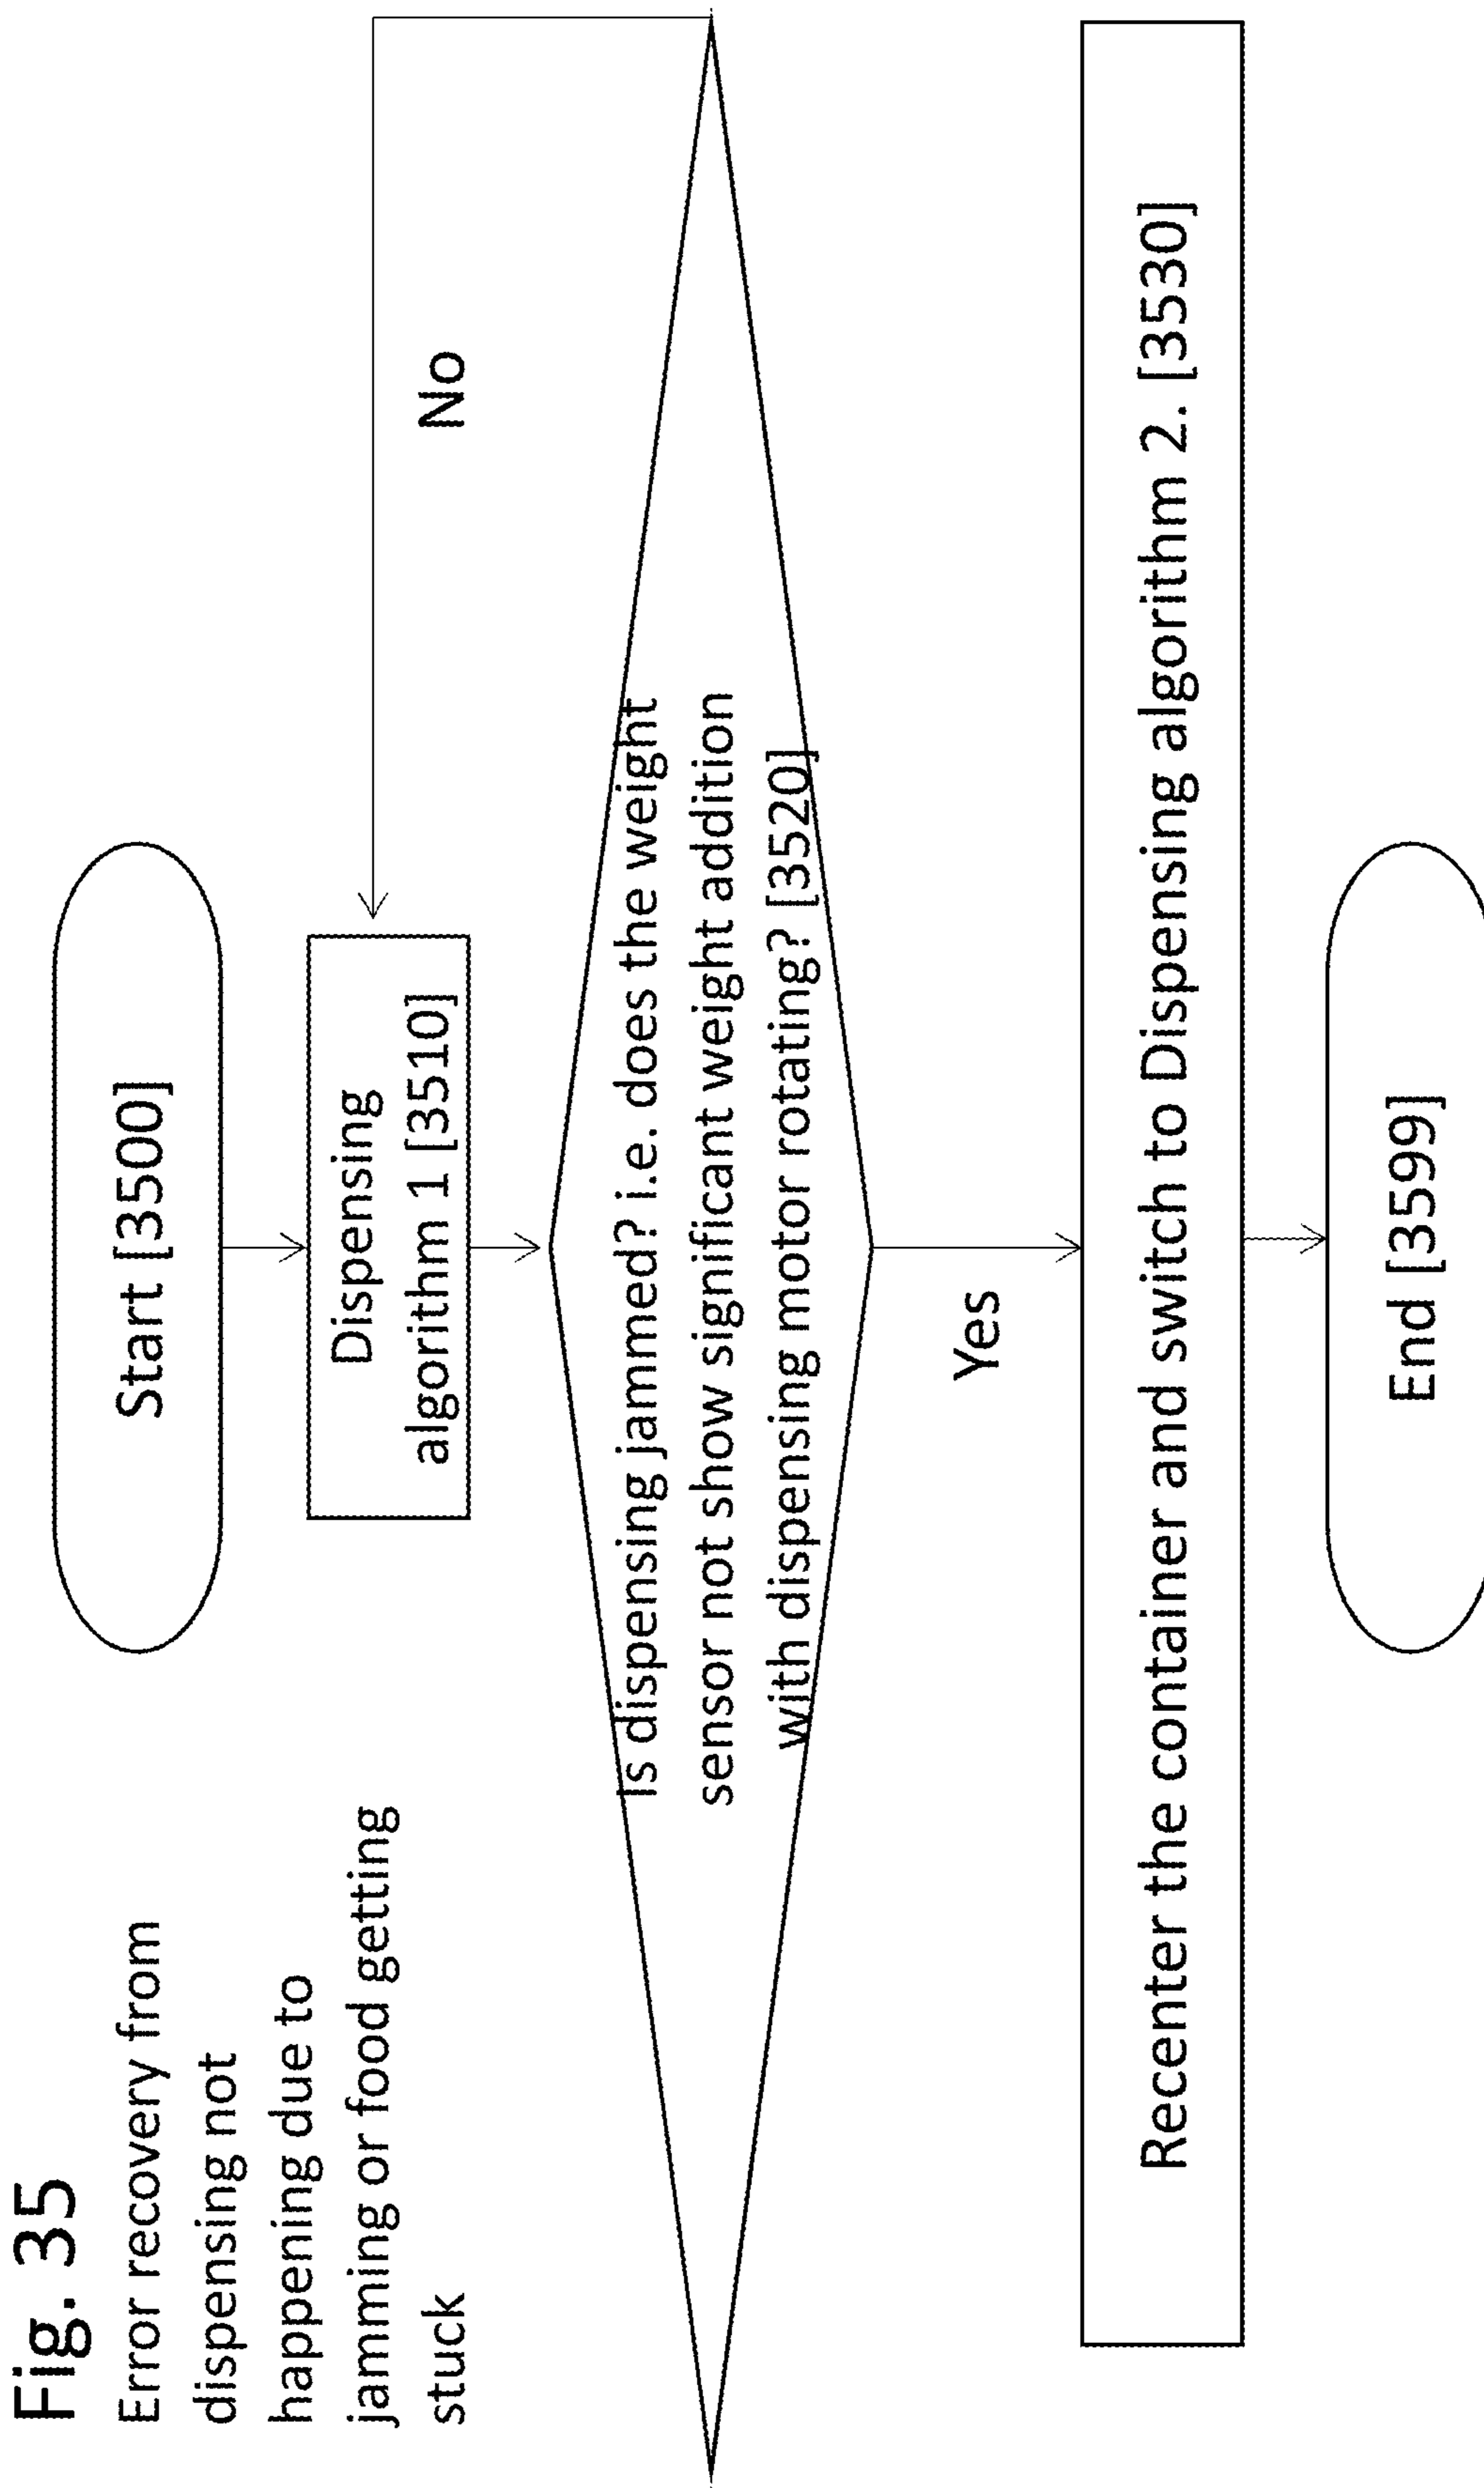 Fig. 35
Error recovery from
dispensing not
happening due to
jamming or food getting
stuck
Start [3500]
Dispensing
algorithm 1 [3510]
No
Is dispensing jammed? i.e. does the weight
sensor not show significant weight addition
with dispensing motor rotating? [3520]
Yes
Recenter the container and switch to Dispensing algorithm 2. [3530]
End [3599]